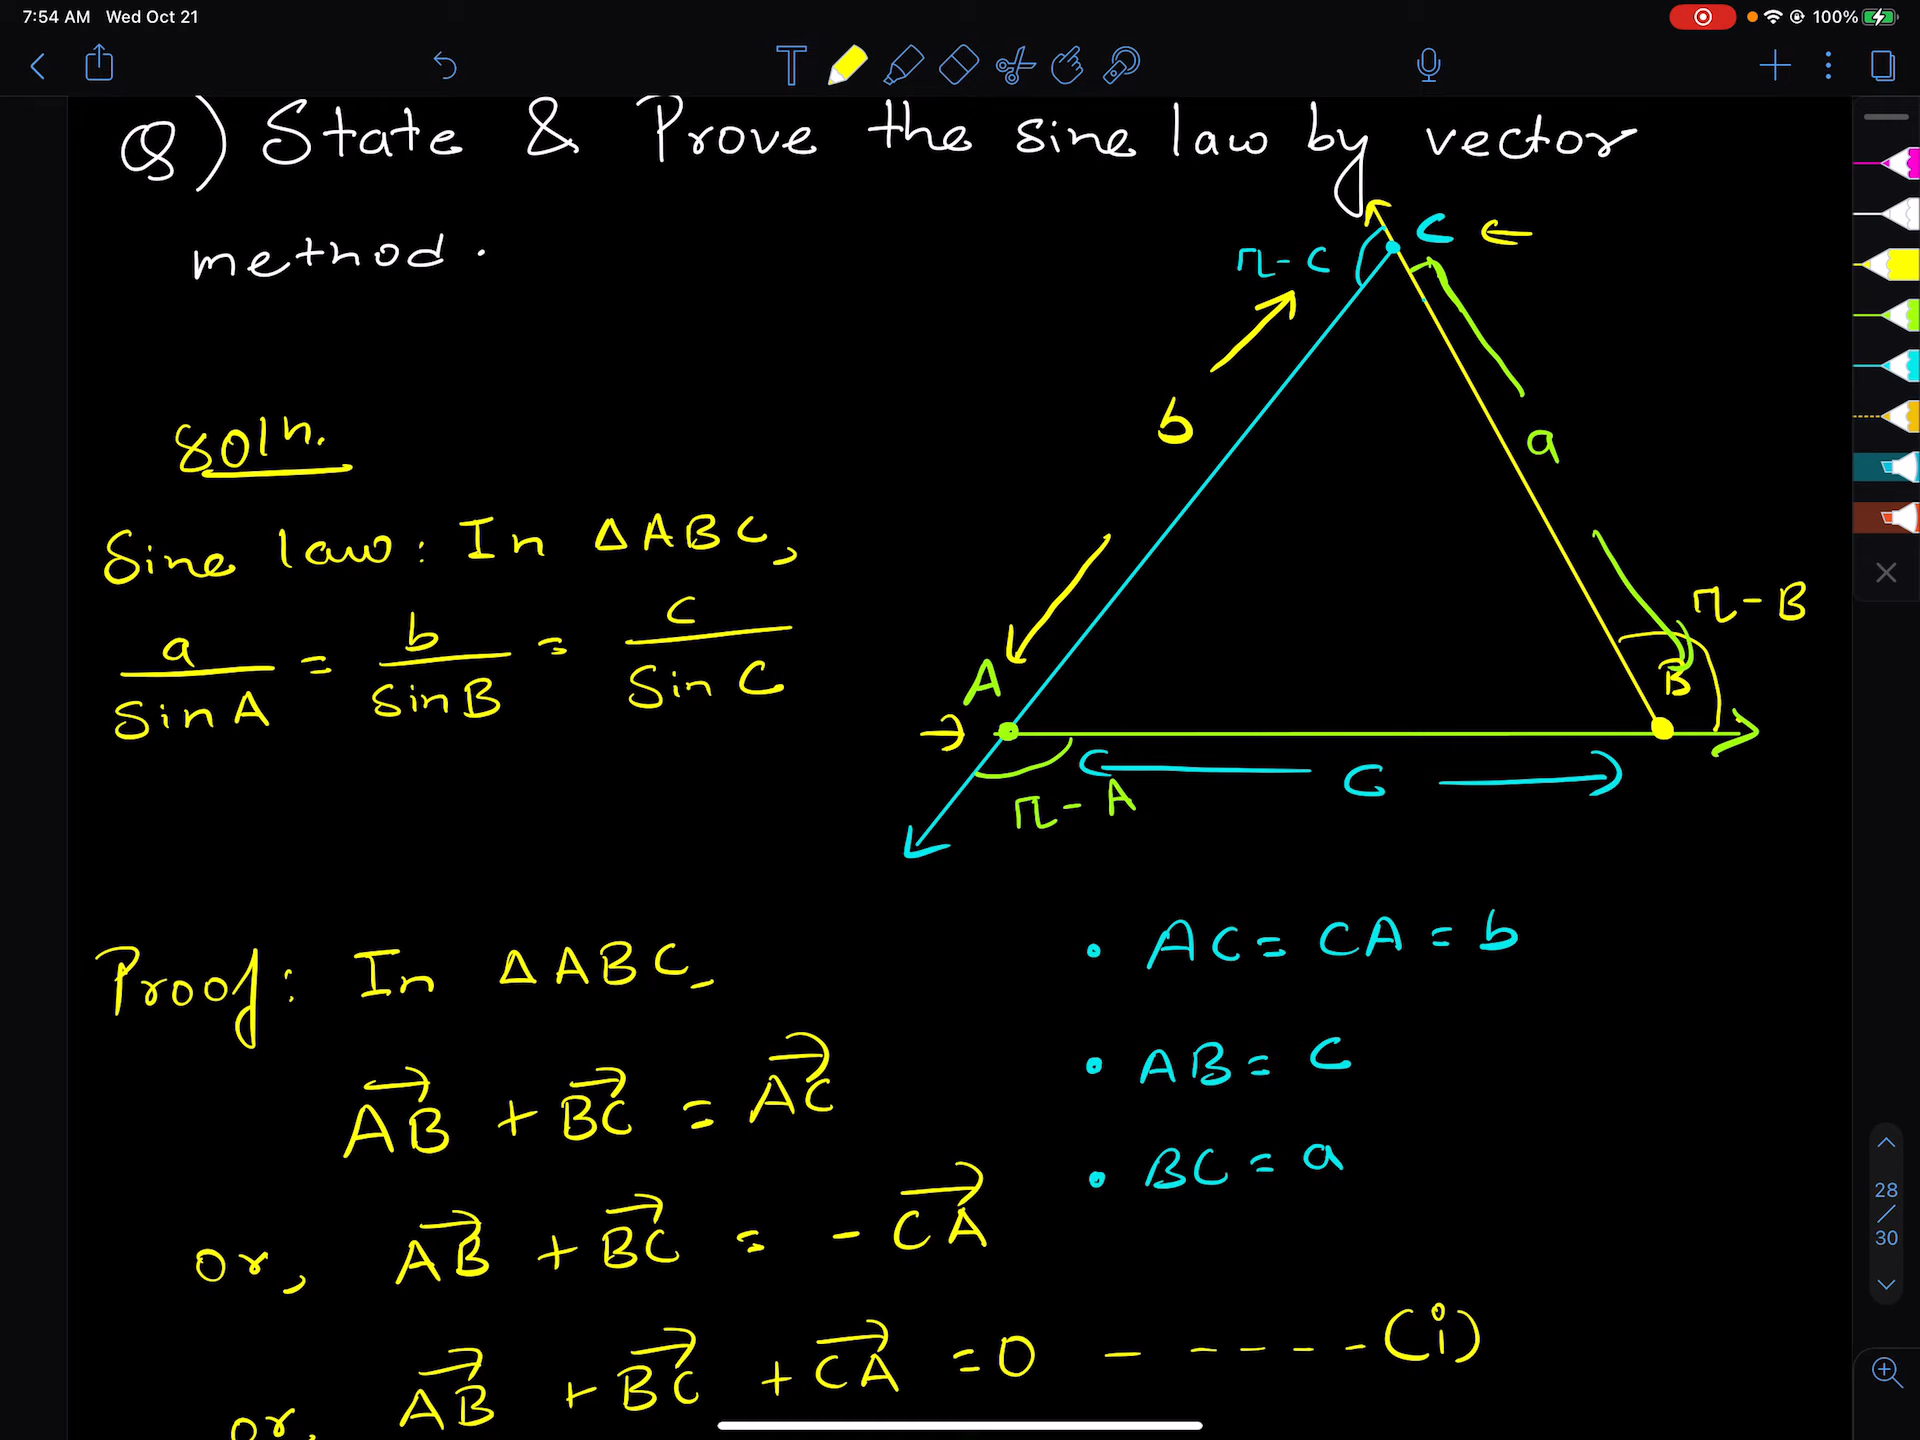 7:54 AM Wed Oct 21
100%
Q) State & Prove the sine law by vector
method.
C ←
π-C
b
a
Soln.
Sine law: In ΔABC,
a/Sin A = b/Sin B = c/Sin C
π-B
A
B
π-A
C
Proof: In ΔABC,
• AC = CA = b
• AB = C
• BC = a
AB + BC = AC
or, AB + BC = - CA
or, AB + BC + CA = 0 - - - - - - (i)
28
/
30